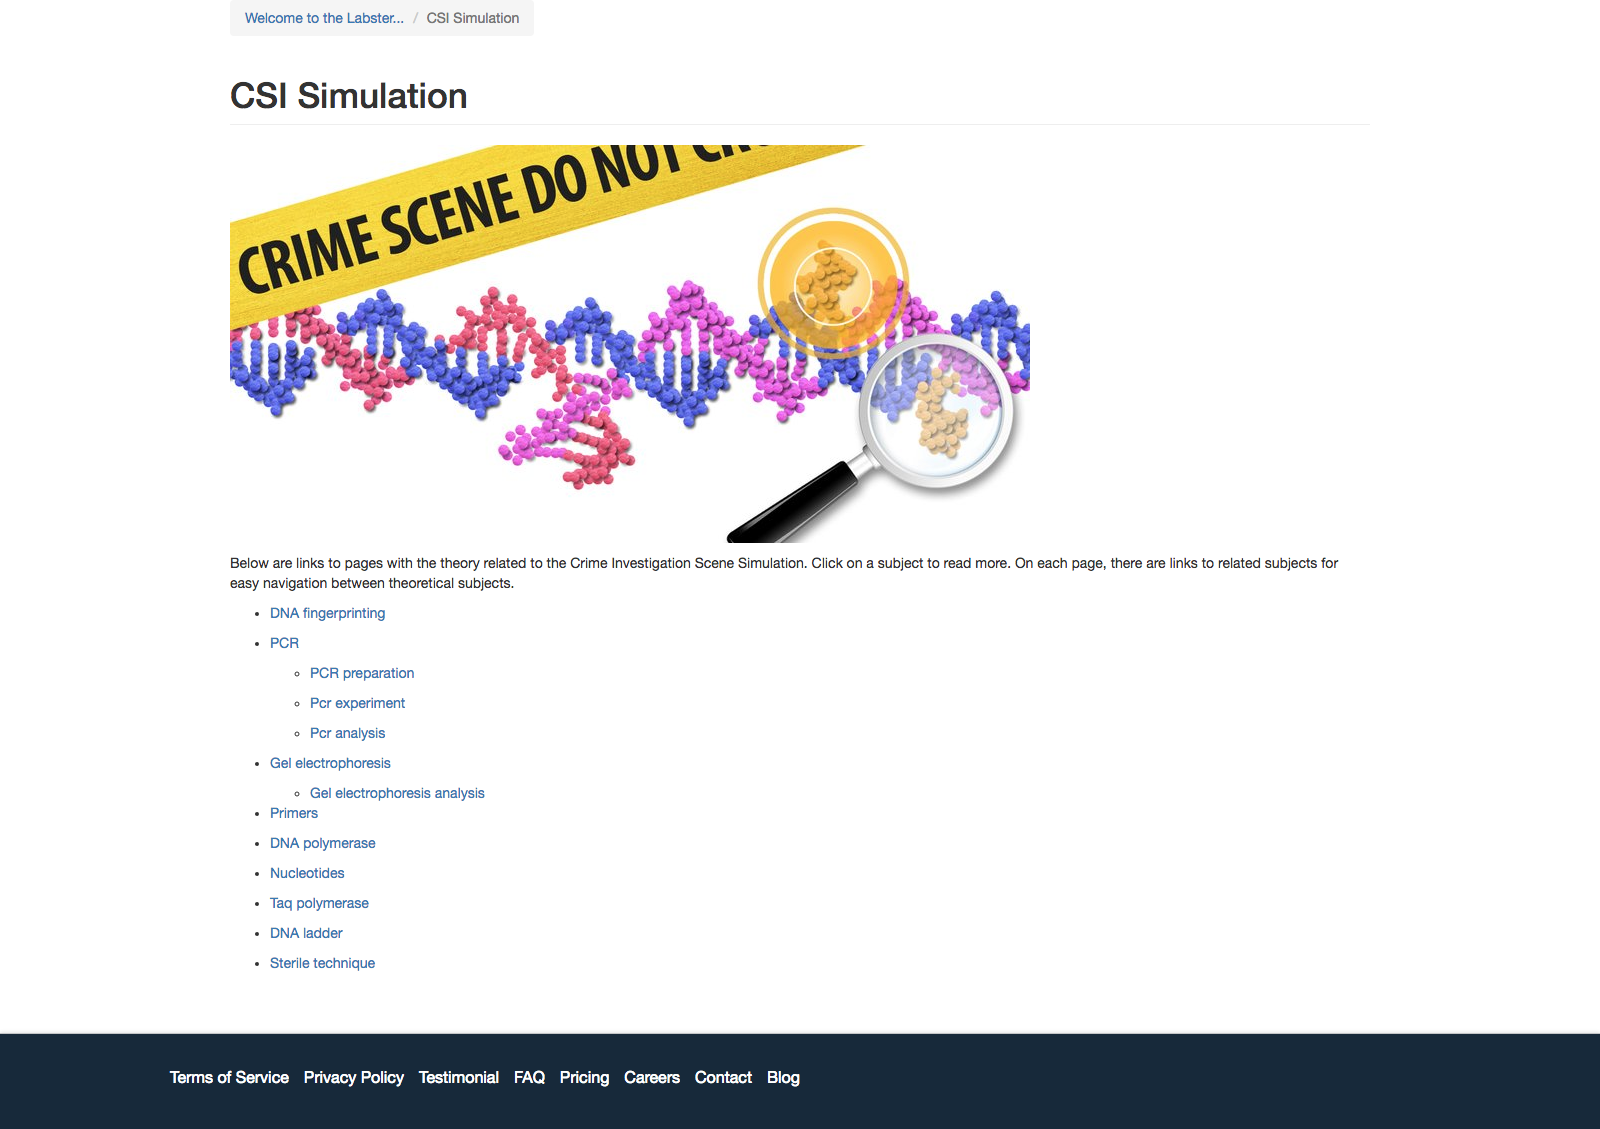 Welcome to the Labster... / CSI Simulation
CSI Simulation
CRIME SCENE DO NOT
Below are links to pages with the theory related to the Crime Investigation Scene Simulation. Click on a subject to read more. On each page, there are links to related subjects for
easy navigation between theoretical subjects.
DNA fingerprinting
PCR
PCR preparation
Pcr experiment
Pcr analysis
Gel electrophoresis
Gel electrophoresis analysis
Primers
DNA polymerase
Nucleotides
Taq polymerase
DNA ladder
Sterile technique
Terms of Service Privacy Policy Testimonial FAQ Pricing Careers Contact Blog